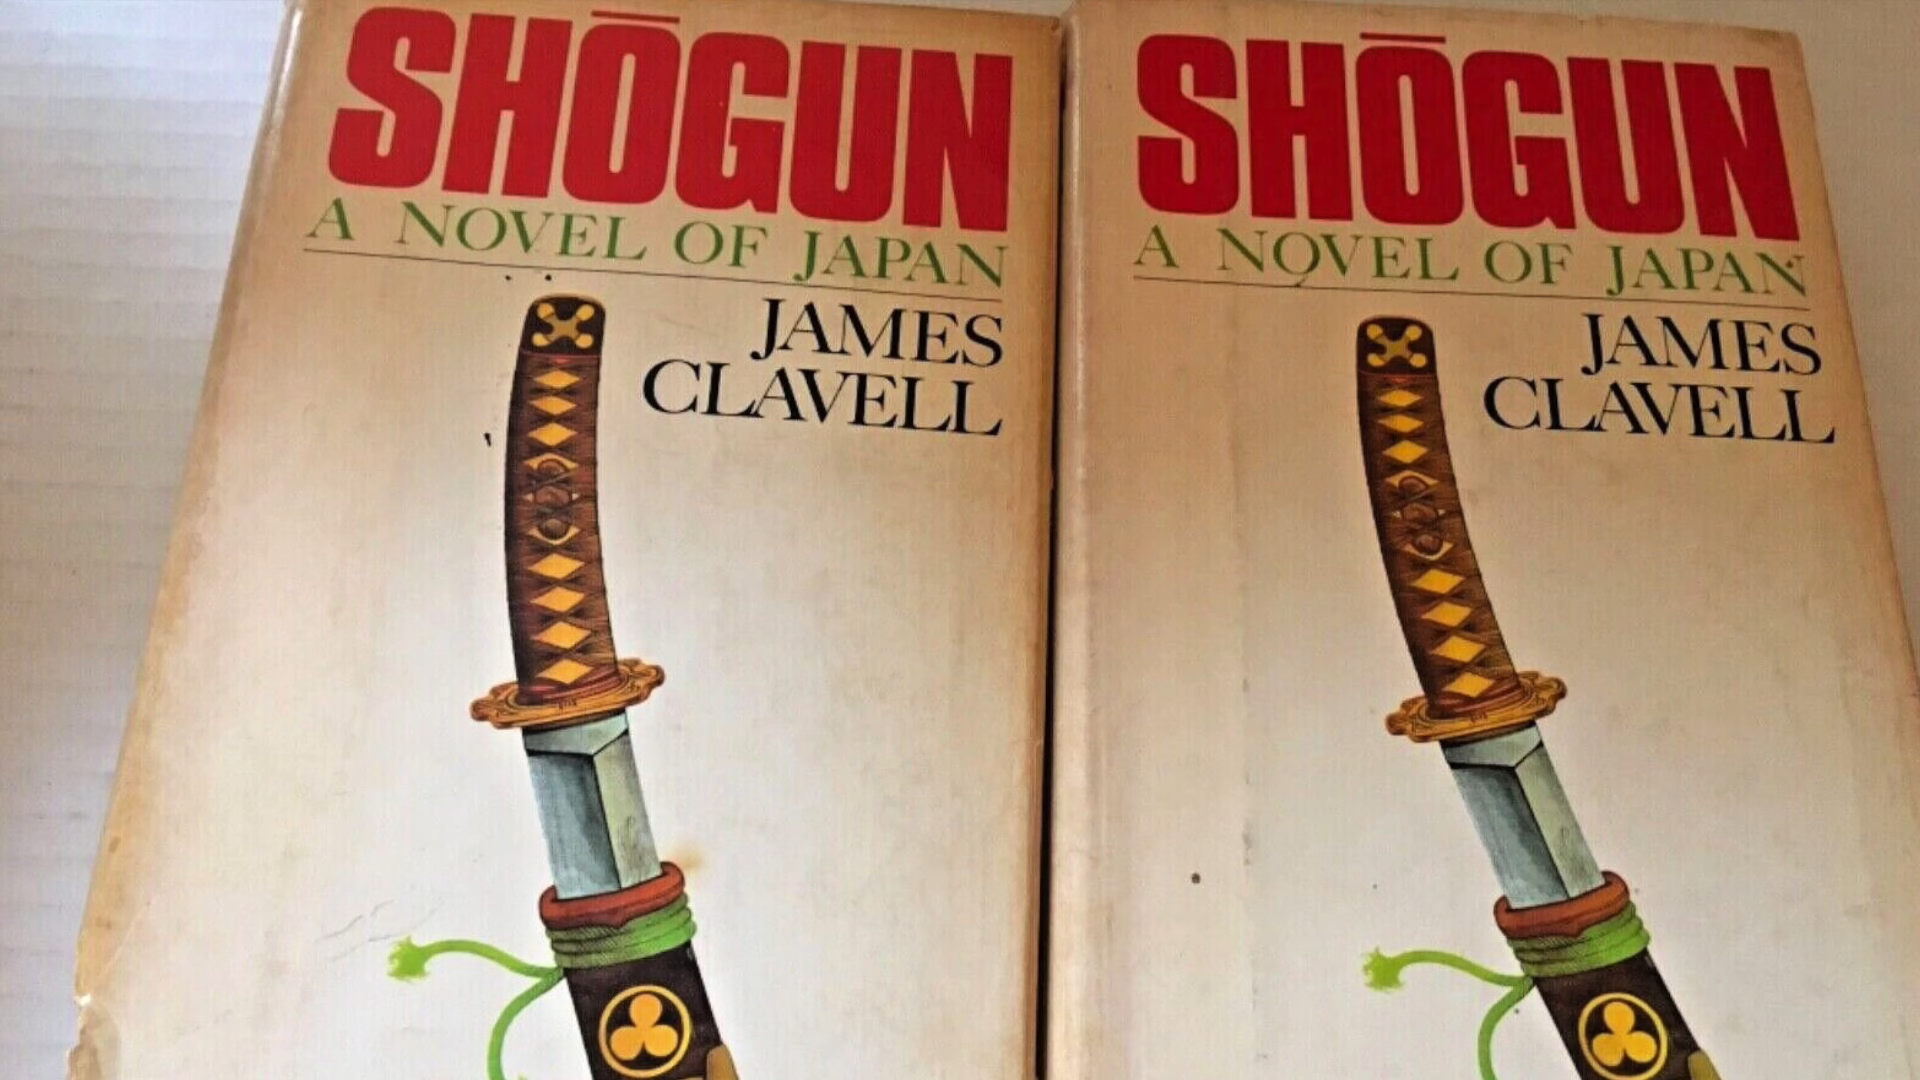 SHŌGUN
A NOVEL OF JAPAN
JAMES
CLAVELL
SHŌGUN
A NOVEL OF JAPAN
JAMES
CLAVELL